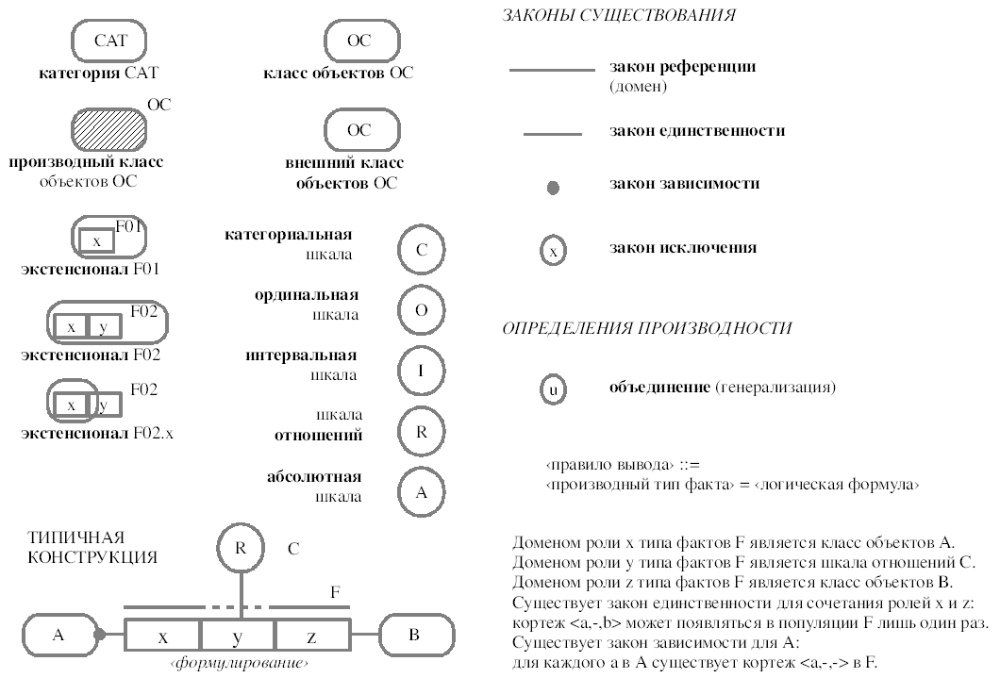 CAT
категория CAT
OC
класс объектов OC
OC
производный класс
объектов OC
OC
внешний класс
объектов OC
F01
x
экстенсионал F01
F02
x y
экстенсионал F02
F02
x y
экстенсионал F02.x
категориальная
шкала
C
ординальная
шкала
O
интервальная
шкала
I
шкала
отношений
R
абсолютная
шкала
A
ТИПИЧНАЯ
КОНСТРУКЦИЯ
R
C
F
A
x y z
B
‹формулирование›
ЗАКОНЫ СУЩЕСТВОВАНИЯ
закон референции
(домен)
закон единственности
закон зависимости
x
закон исключения
ОПРЕДЕЛЕНИЯ ПРОИЗВОДНОСТИ
u
объединение (генерализация)
‹правило вывода› ::=
‹производный тип факта› = ‹логическая формула›
Доменом роли x типа фактов F является класс объектов A.
Доменом роли y типа фактов F является шкала отношений C.
Доменом роли z типа фактов F является класс объектов B.
Существует закон единственности для сочетания ролей x и z:
кортеж <a,-,b> может появляться в популяции F лишь один раз.
Существует закон зависимости для A:
для каждого a в A существует кортеж <a,-,-> в F.